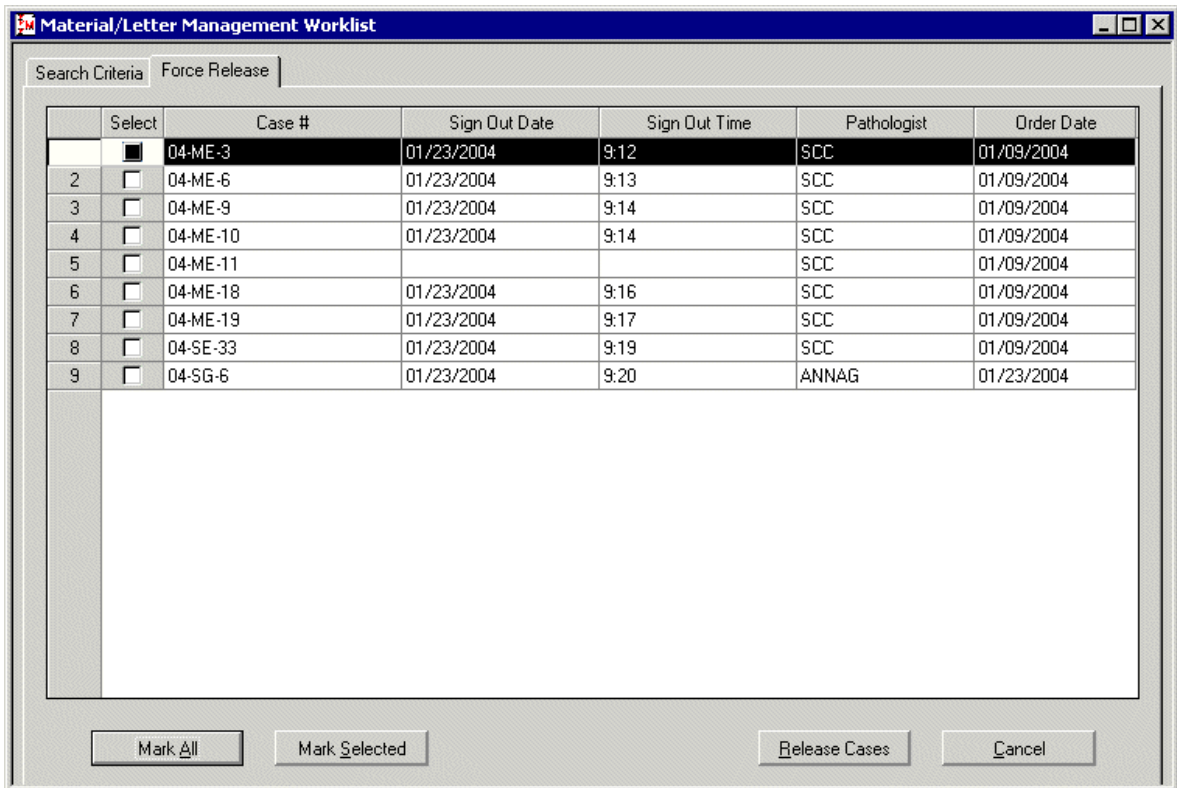 Material/Letter Management Worklist
Search Criteria Force Release
Select Case # Sign Out Date Sign Out Time Pathologist Order Date
04-ME-3 01/23/2004 9:12 SCC 01/09/2004
2 04-ME-6 01/23/2004 9:13 SCC 01/09/2004
3 04-ME-9 01/23/2004 9:14 SCC 01/09/2004
4 04-ME-10 01/23/2004 9:14 SCC 01/09/2004
5 04-ME-11 SCC 01/09/2004
6 04-ME-18 01/23/2004 9:16 SCC 01/09/2004
7 04-ME-19 01/23/2004 9:17 SCC 01/09/2004
8 04-SE-33 01/23/2004 9:19 SCC 01/09/2004
9 04-SG-6 01/23/2004 9:20 ANNAG 01/23/2004
Mark All Mark Selected Release Cases Cancel